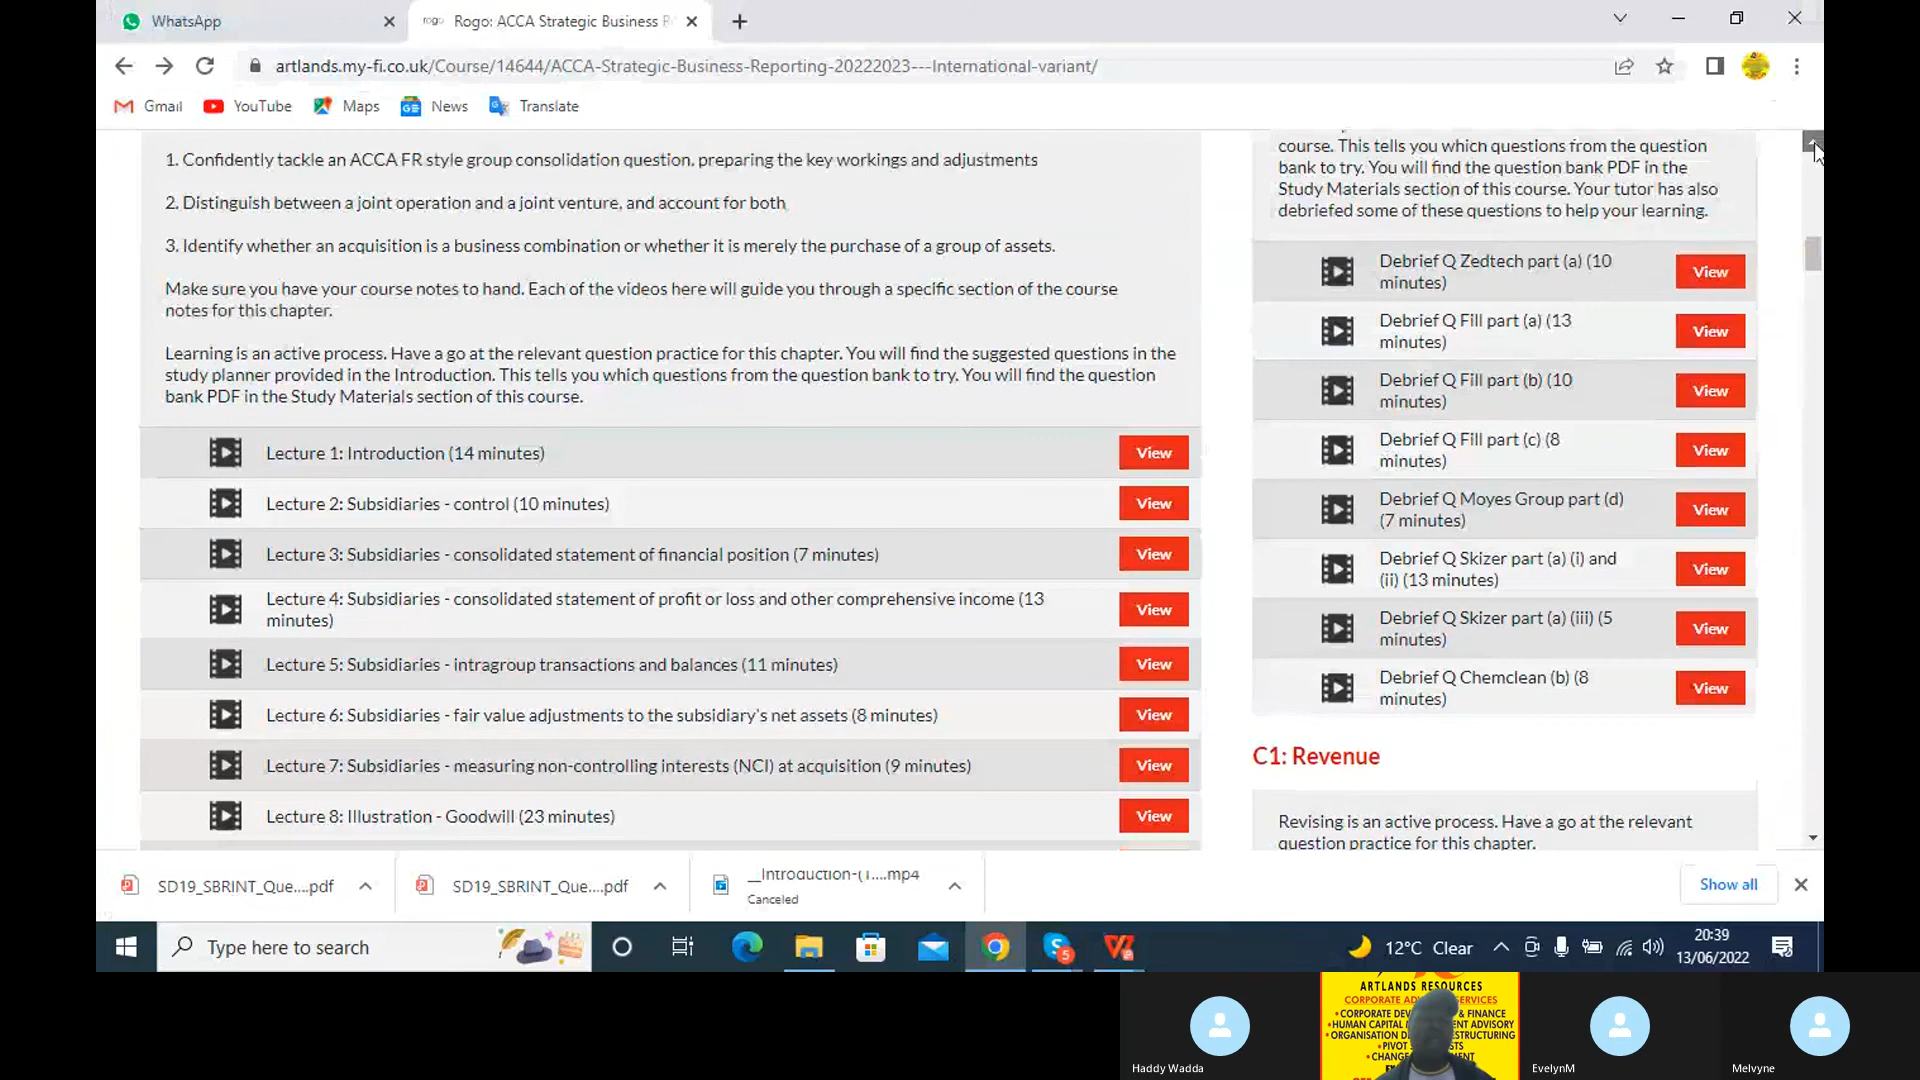 WhatsApp
rogo
Rogo: ACCA Strategic Business R
artlands.my-fi.co.uk/Course/14644/ACCA-Strategic-Business-Reporting-20222023---International-variant/
Gmail
YouTube
Maps
News
Translate
1. Confidently tackle an ACCA FR style group consolidation question, preparing the key workings and adjustments
2. Distinguish between a joint operation and a joint venture, and account for both
3. Identify whether an acquisition is a business combination or whether it is merely the purchase of a group of assets.
Make sure you have your course notes to hand. Each of the videos here will guide you through a specific section of the course
notes for this chapter.
Learning is an active process. Have a go at the relevant question practice for this chapter. You will find the suggested questions in the
study planner provided in the Introduction. This tells you which questions from the question bank to try. You will find the question
bank PDF in the Study Materials section of this course.
Lecture 1: Introduction (14 minutes)
View
Lecture 2: Subsidiaries - control (10 minutes)
View
Lecture 3: Subsidiaries - consolidated statement of financial position (7 minutes)
View
Lecture 4: Subsidiaries - consolidated statement of profit or loss and other comprehensive income (13
minutes)
View
Lecture 5: Subsidiaries - intragroup transactions and balances (11 minutes)
View
Lecture 6: Subsidiaries - fair value adjustments to the subsidiary's net assets (8 minutes)
View
Lecture 7: Subsidiaries - measuring non-controlling interests (NCI) at acquisition (9 minutes)
View
Lecture 8: Illustration - Goodwill (23 minutes)
View
course. This tells you which questions from the question
bank to try. You will find the question bank PDF in the
Study Materials section of this course. Your tutor has also
debriefed some of these questions to help your learning.
Debrief Q Zedtech part (a) (10
minutes)
View
Debrief Q Fill part (a) (13
minutes)
View
Debrief Q Fill part (b) (10
minutes)
View
Debrief Q Fill part (c) (8
minutes)
View
Debrief Q Moyes Group part (d)
(7 minutes)
View
Debrief Q Skizer part (a) (i) and
(ii) (13 minutes)
View
Debrief Q Skizer part (a) (iii) (5
minutes)
View
Debrief Q Chemclean (b) (8
minutes)
View
C1: Revenue
Revising is an active process. Have a go at the relevant
question practice for this chapter.
SD19_SBRINT_Que....pdf
SD19_SBRINT_Que....pdf
__Introduction-(1....mp4
Canceled
Show all
Type here to search
5
12°C Clear
20:39
13/06/2022
ARTLANDS RESOURCES
CORPORATE AD SERVICES
• CORPORATE DEV & FINANCE
• HUMAN CAPITAL ENT ADVISORY
• ORGANISATION D STRUCTURING
• PIVOT
• CHANGE
Haddy Wadda
EvelynM
Melvyne